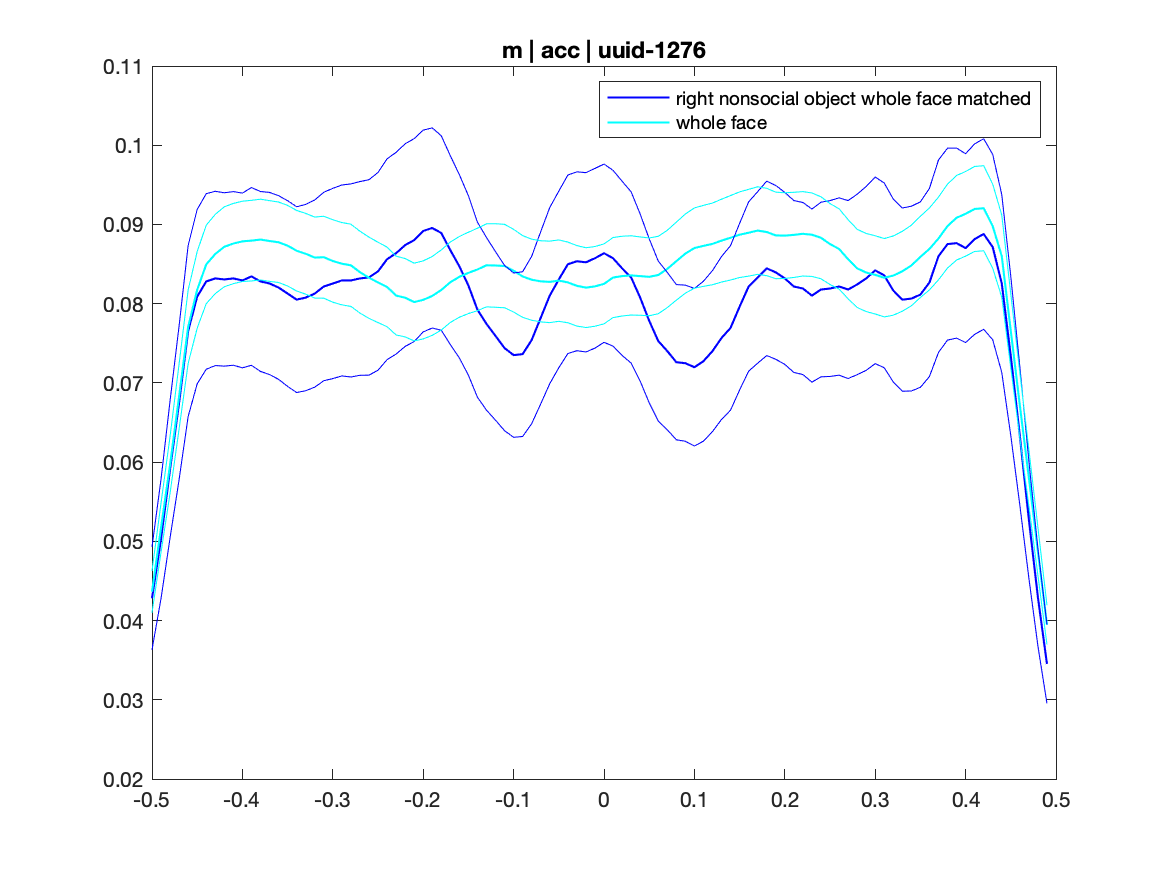 m | acc | uuid-1276
right nonsocial object whole face matched
whole face
0.11
0.1
0.09
0.08
0.07
0.06
0.05
0.04
0.03
0.02
-0.5 -0.4 -0.3 -0.2 -0.1 0 0.1 0.2 0.3 0.4 0.5